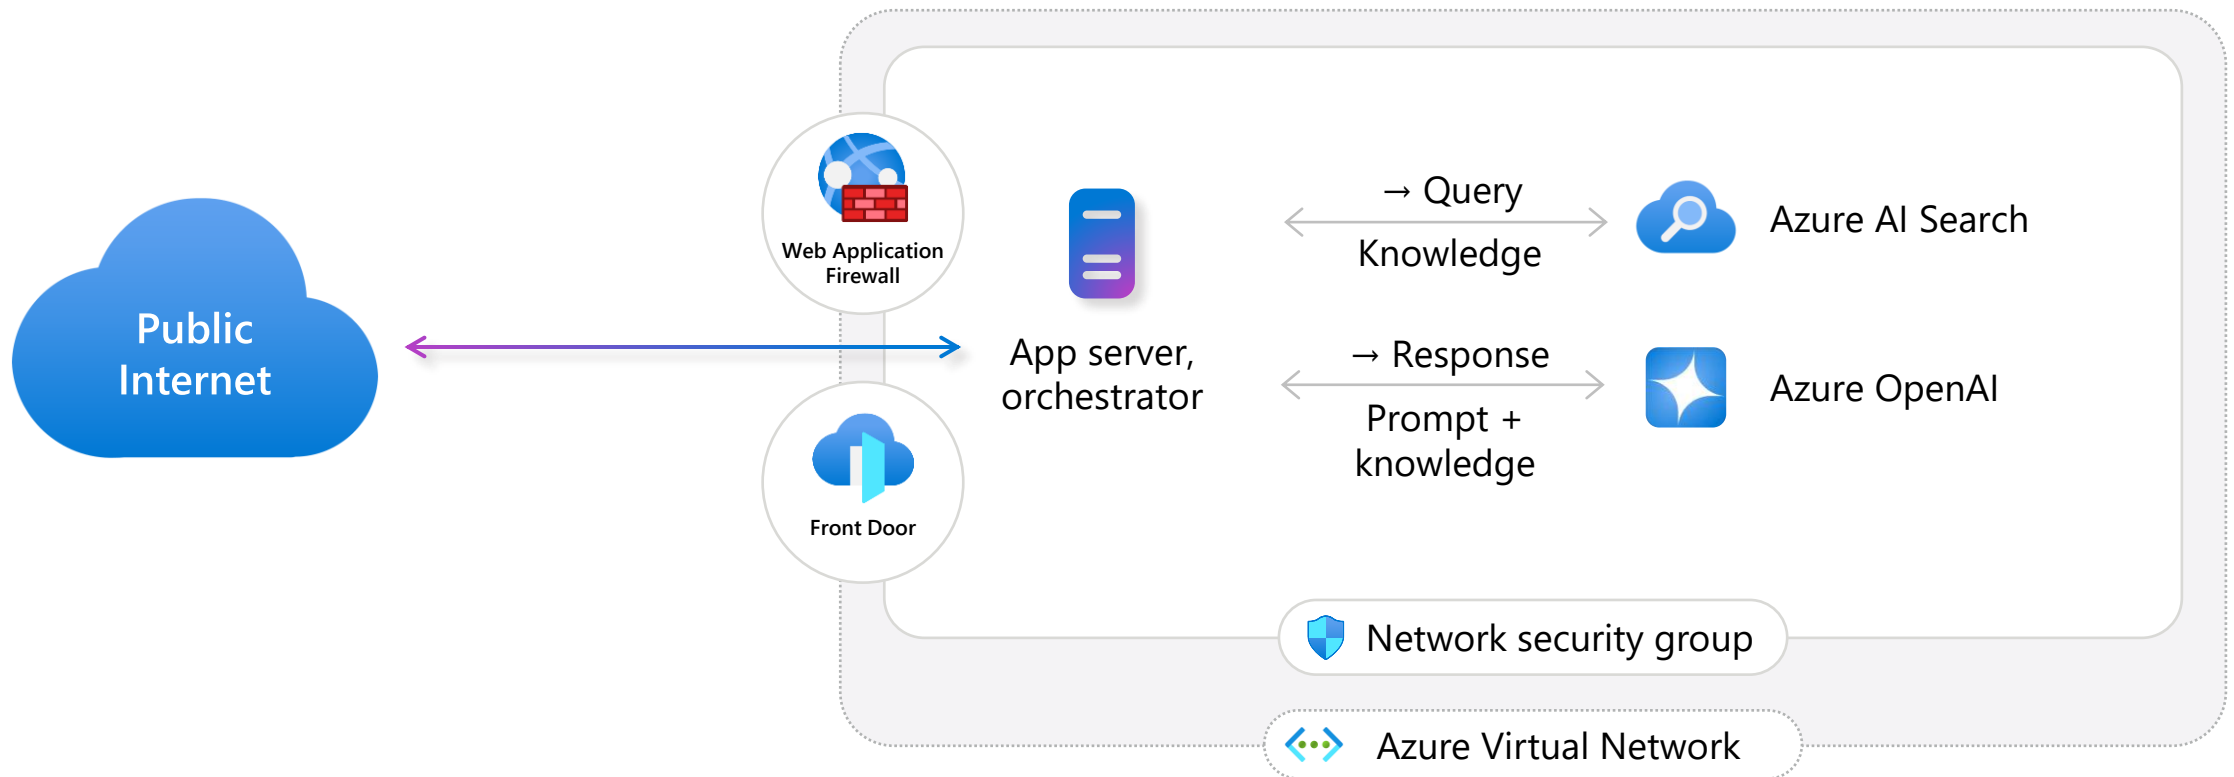 Public
Internet
Web Application
Firewall
Front Door
App server,
orchestrator
→ Query
Knowledge
Azure AI Search
→ Response
Prompt +
knowledge
Azure OpenAI
Network security group
Azure Virtual Network